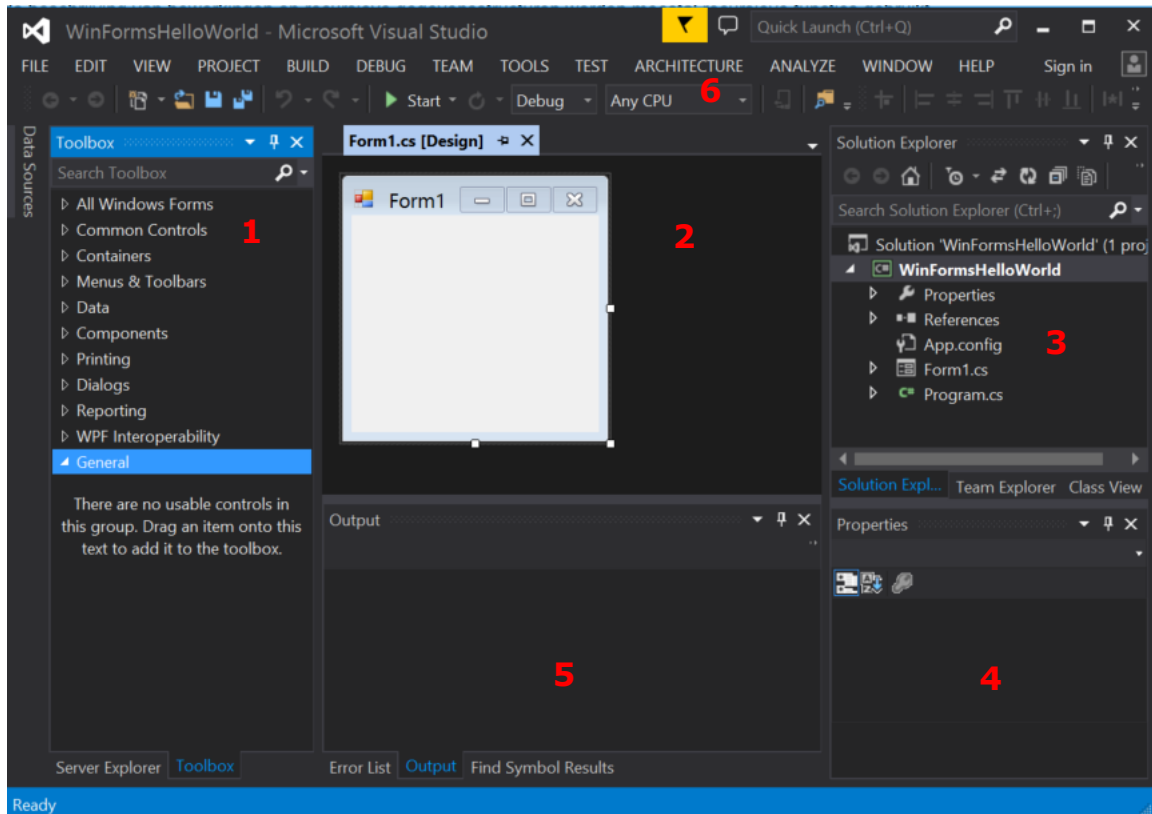 WinFormsHelloWorld - Microsoft Visual Studio
Quick Launch (Ctrl+Q)
FILE EDIT VIEW PROJECT BUILD DEBUG TEAM TOOLS TEST ARCHITECTURE ANALYZE WINDOW HELP Sign in
Start Debug Any CPU 6
Data Sources
Toolbox
Search Toolbox
All Windows Forms
Common Controls
1
Containers
Menus & Toolbars
Data
Components
Printing
Dialogs
Reporting
WPF Interoperability
General
There are no usable controls in
this group. Drag an item onto this
text to add it to the toolbox.
Server Explorer Toolbox
Form1.cs [Design]
Form1
2
Output
5
Error List Output Find Symbol Results
Solution Explorer
Search Solution Explorer (Ctrl+;)
Solution 'WinFormsHelloWorld' (1 proj
WinFormsHelloWorld
Properties
References
App.config
3
Form1.cs
Program.cs
Solution Expl... Team Explorer Class View
Properties
4
Ready